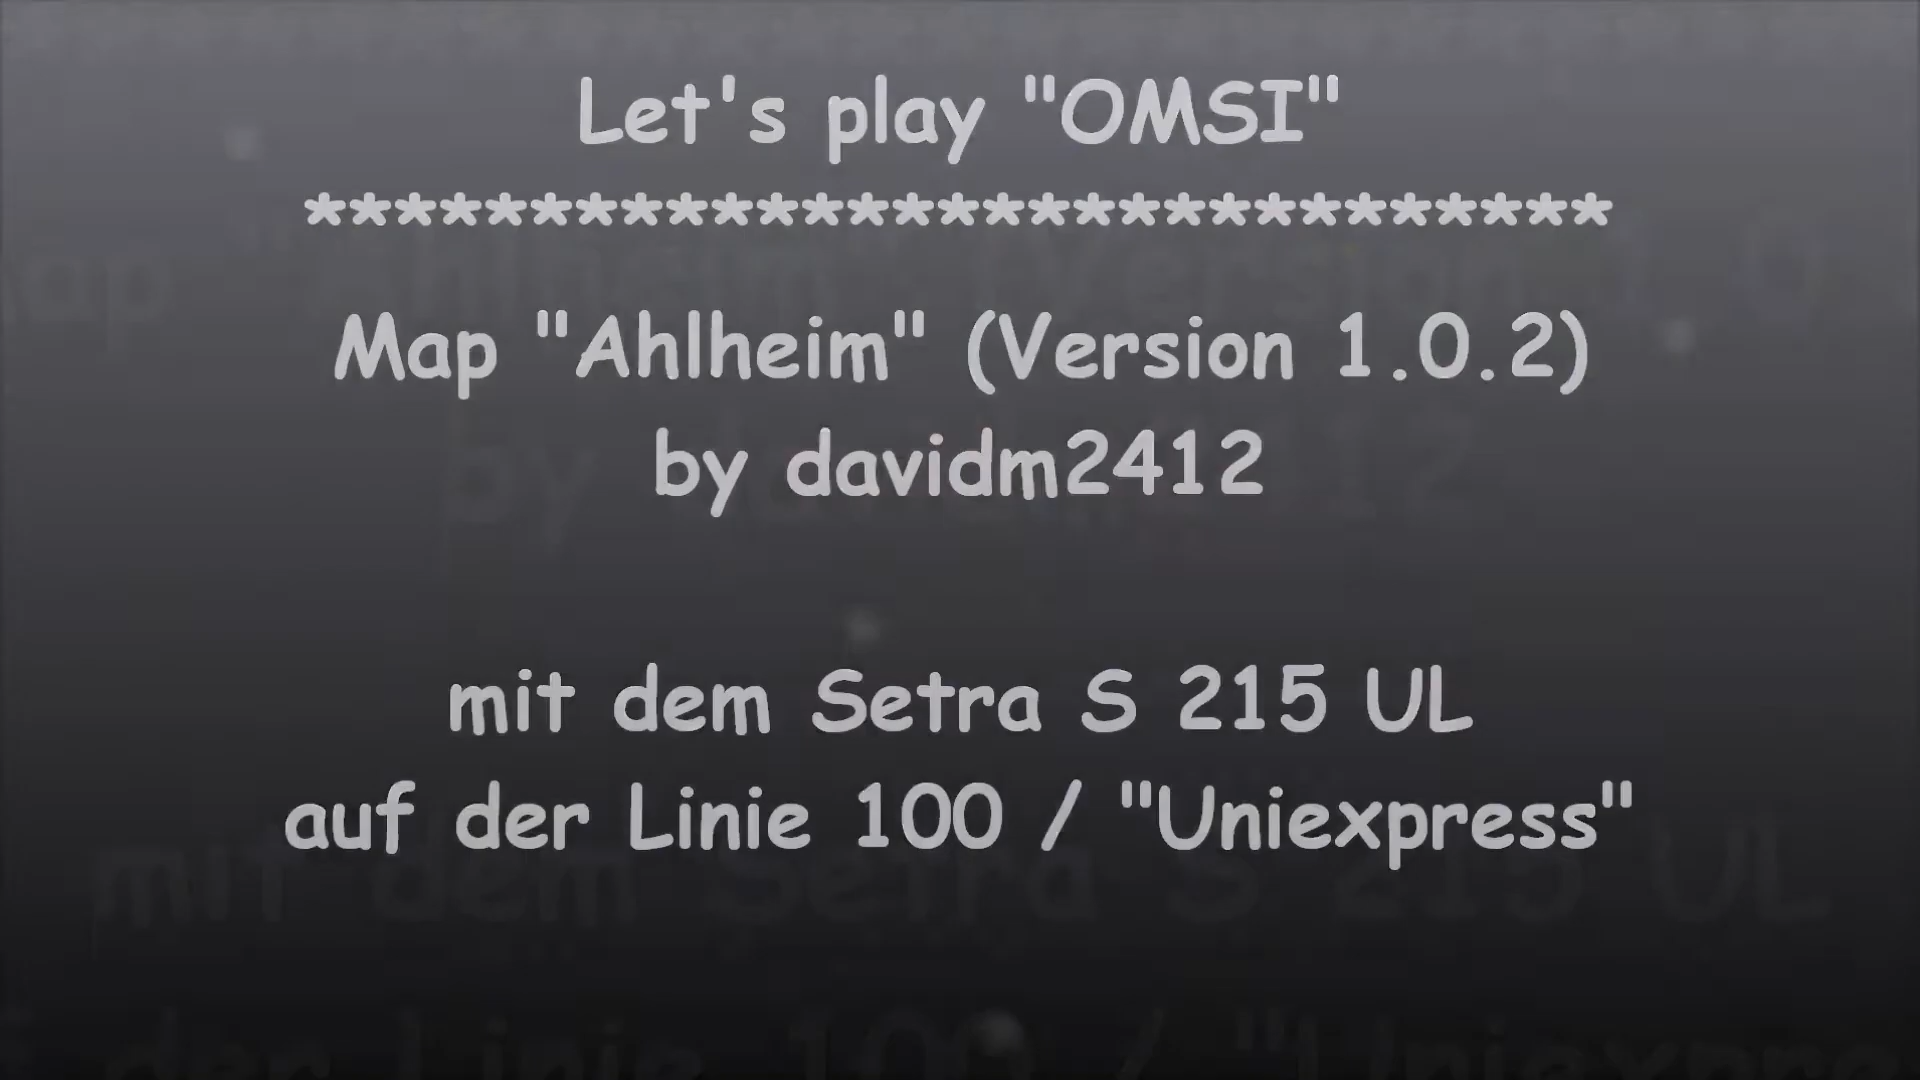 Let's play "OMSI"
*****************************
Map "Ahlheim" (Version 1.0.2)
by davidm2412
mit dem Setra S 215 UL
auf der Linie 100 / "Uniexpress"